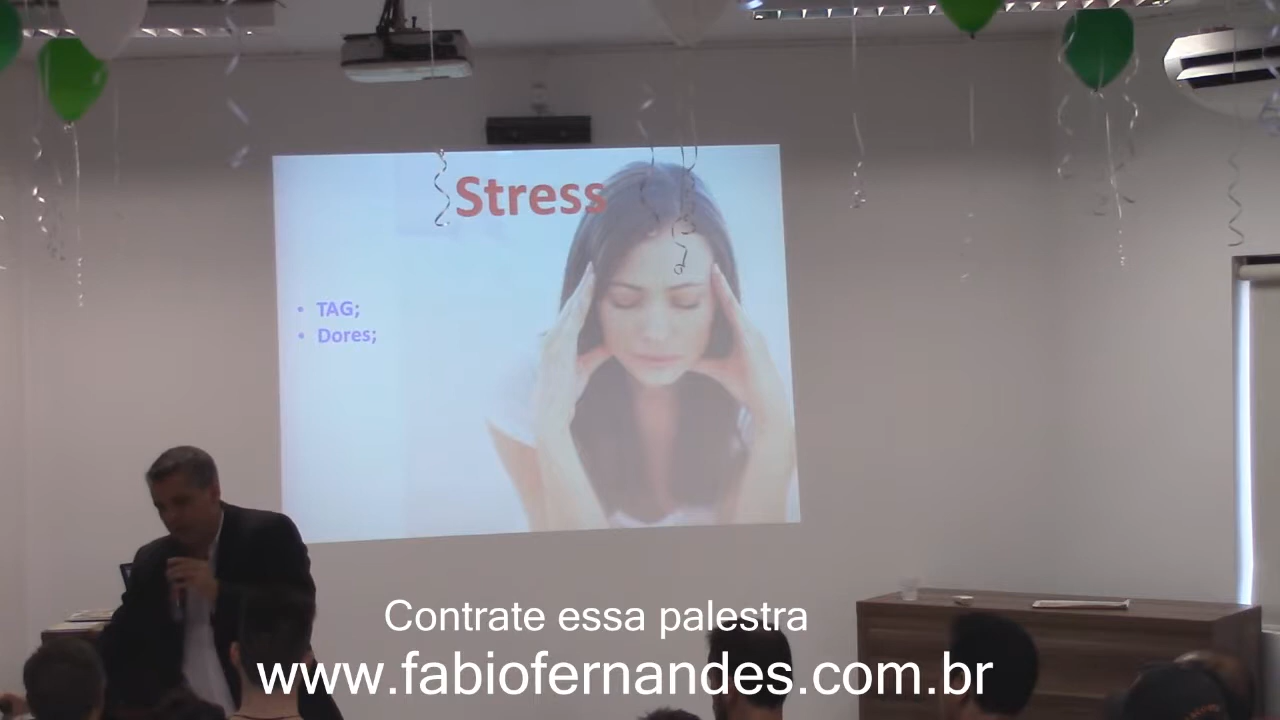 Stress
• TAG;
• Dores;
Contrate essa palestra
www.fabiofernandes.com.br